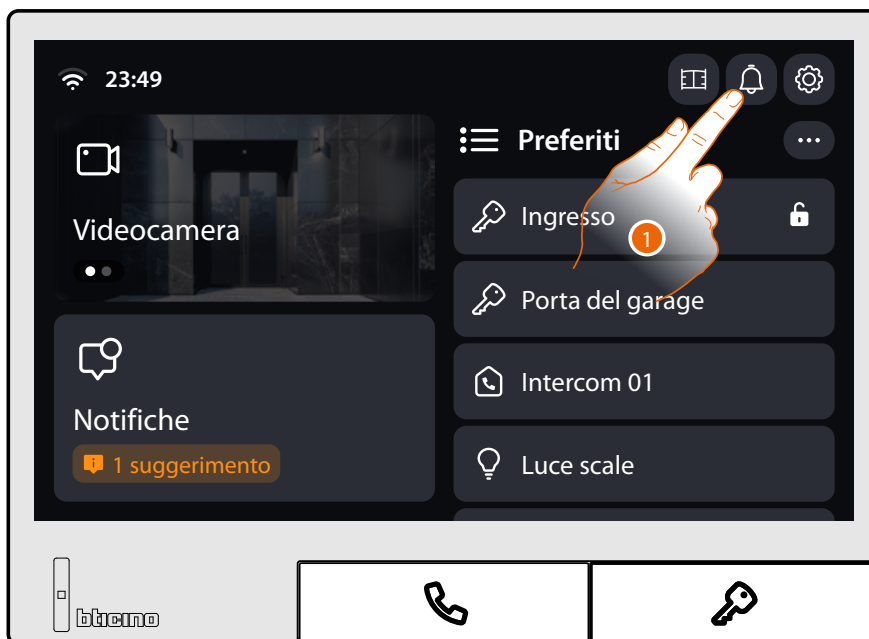 23:49
Videocamera
Preferiti
Ingresso
1
Porta del garage
Intercom 01
Luce scale
Notifiche
1 suggerimento
bticino